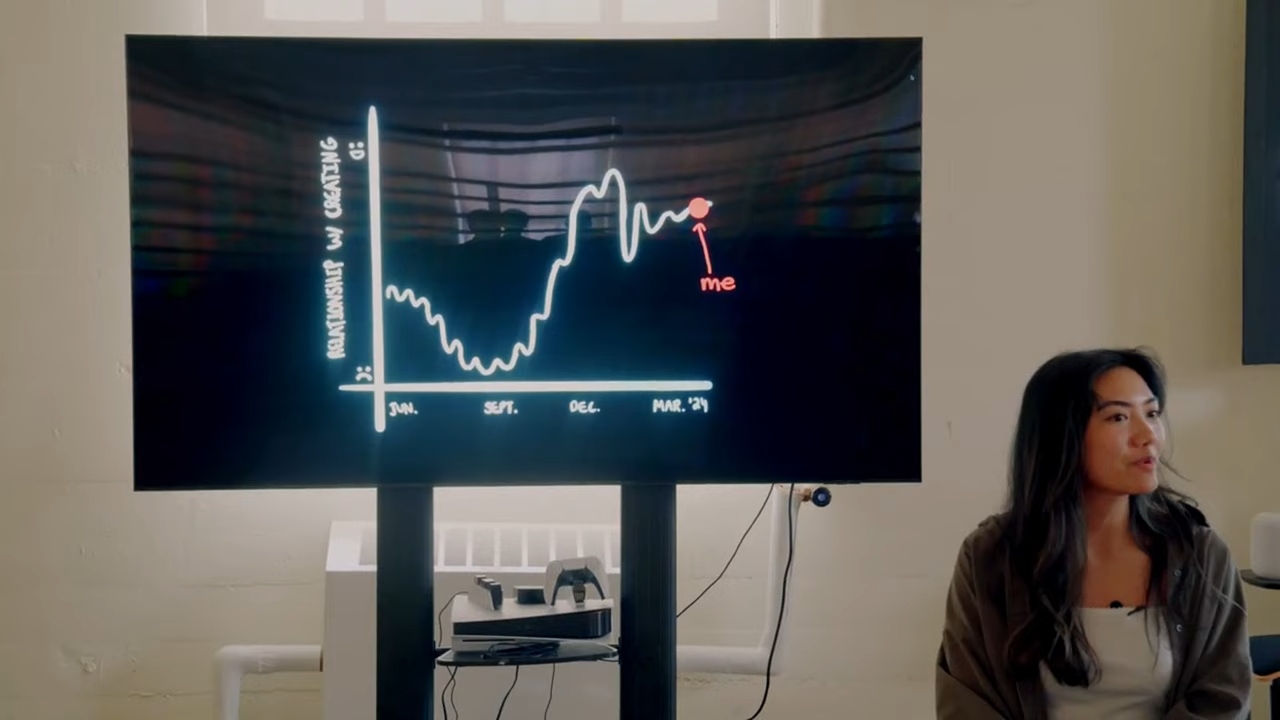 RELATIONSHIP W/ CREATING
:D
:(
me
JUN.
SEPT.
DEC.
MAR. '24